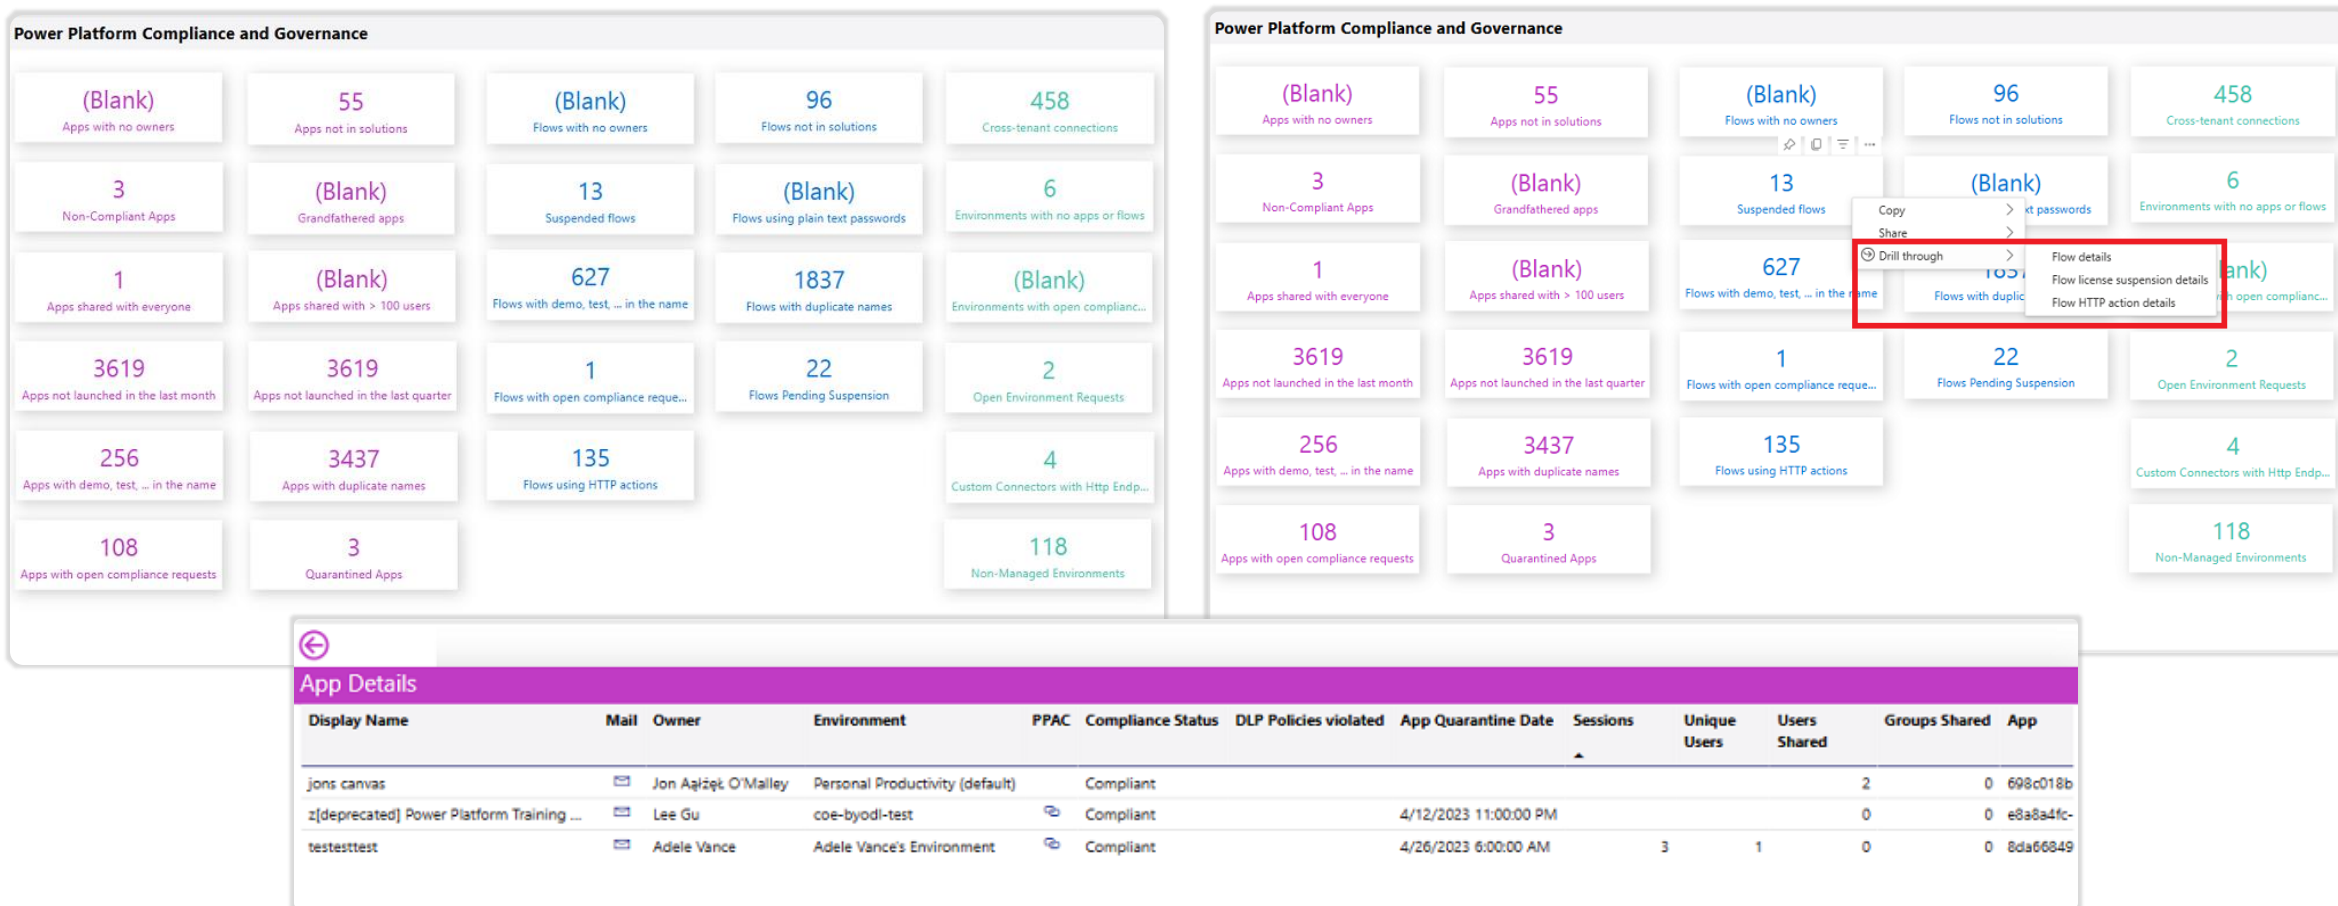 Power Platform Compliance and Governance
(Blank)
Apps with no owners
55
Apps not in solutions
(Blank)
Flows with no owners
96
Flows not in solutions
458
Cross-tenant connections
3
Non-Compliant Apps
(Blank)
Grandfathered apps
13
Suspended flows
(Blank)
Flows using plain text passwords
6
Environments with no apps or flows
1
Apps shared with everyone
(Blank)
Apps shared with > 100 users
627
Flows with demo, test, ... in the name
1837
Flows with duplicate names
(Blank)
Environments with open complianc...
3619
Apps not launched in the last month
3619
Apps not launched in the last quarter
1
Flows with open compliance reque...
22
Flows Pending Suspension
2
Open Environment Requests
256
Apps with demo, test, ... in the name
3437
Apps with duplicate names
135
Flows using HTTP actions
4
Custom Connectors with Http Endp...
108
Apps with open compliance requests
3
Quarantined Apps
118
Non-Managed Environments
Power Platform Compliance and Governance
(Blank)
Apps with no owners
55
Apps not in solutions
(Blank)
Flows with no owners
96
Flows not in solutions
458
Cross-tenant connections
3
Non-Compliant Apps
(Blank)
Grandfathered apps
13
Suspended flows
(Blank)
xt passwords
6
Environments with no apps or flows
Copy
Share
Drill through
Flow details
Flow license suspension details
Flow HTTP action details
1
Apps shared with everyone
(Blank)
Apps shared with > 100 users
627
Flows with demo, test, ... in the name
Flows with duplic
ank)
open complianc...
3619
Apps not launched in the last month
3619
Apps not launched in the last quarter
1
Flows with open compliance reque...
22
Flows Pending Suspension
2
Open Environment Requests
256
Apps with demo, test, ... in the name
3437
Apps with duplicate names
135
Flows using HTTP actions
4
Custom Connectors with Http Endp...
108
Apps with open compliance requests
3
Quarantined Apps
118
Non-Managed Environments
App Details
Display Name Mail Owner Environment PPAC Compliance Status DLP Policies violated App Quarantine Date Sessions Unique Users Users Shared Groups Shared App
jons canvas Jon Aąłżęł O'Malley Personal Productivity (default) Compliant 2 0 698c018b
z[deprecated] Power Platform Training ... Lee Gu coe-byodl-test Compliant 4/12/2023 11:00:00 PM 0 0 e8a8a4fc-
testesttest Adele Vance Adele Vance's Environment Compliant 4/26/2023 6:00:00 AM 3 1 0 0 8da66849